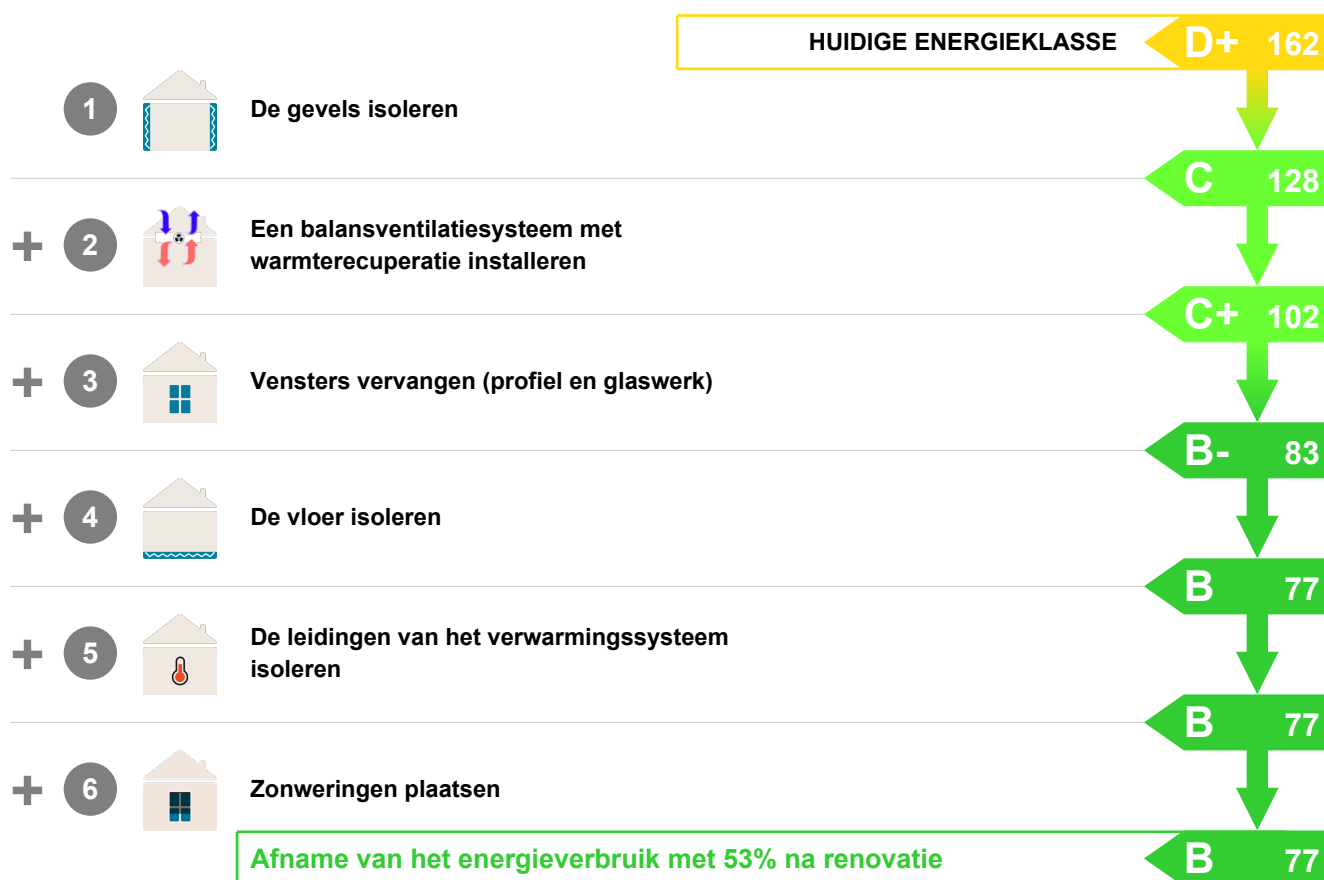 HUIDIGE ENERGIEKLASSE D+ 162
1 De gevels isoleren
C 128
+ 2 Een balansventilatiesysteem met
warmterecuperatie installeren
C+ 102
+ 3 Vensters vervangen (profiel en glaswerk)
B- 83
+ 4 De vloer isoleren
B 77
+ 5 De leidingen van het verwarmingssysteem
isoleren
B 77
+ 6 Zonweringen plaatsen
Afname van het energieverbruik met 53% na renovatie B 77